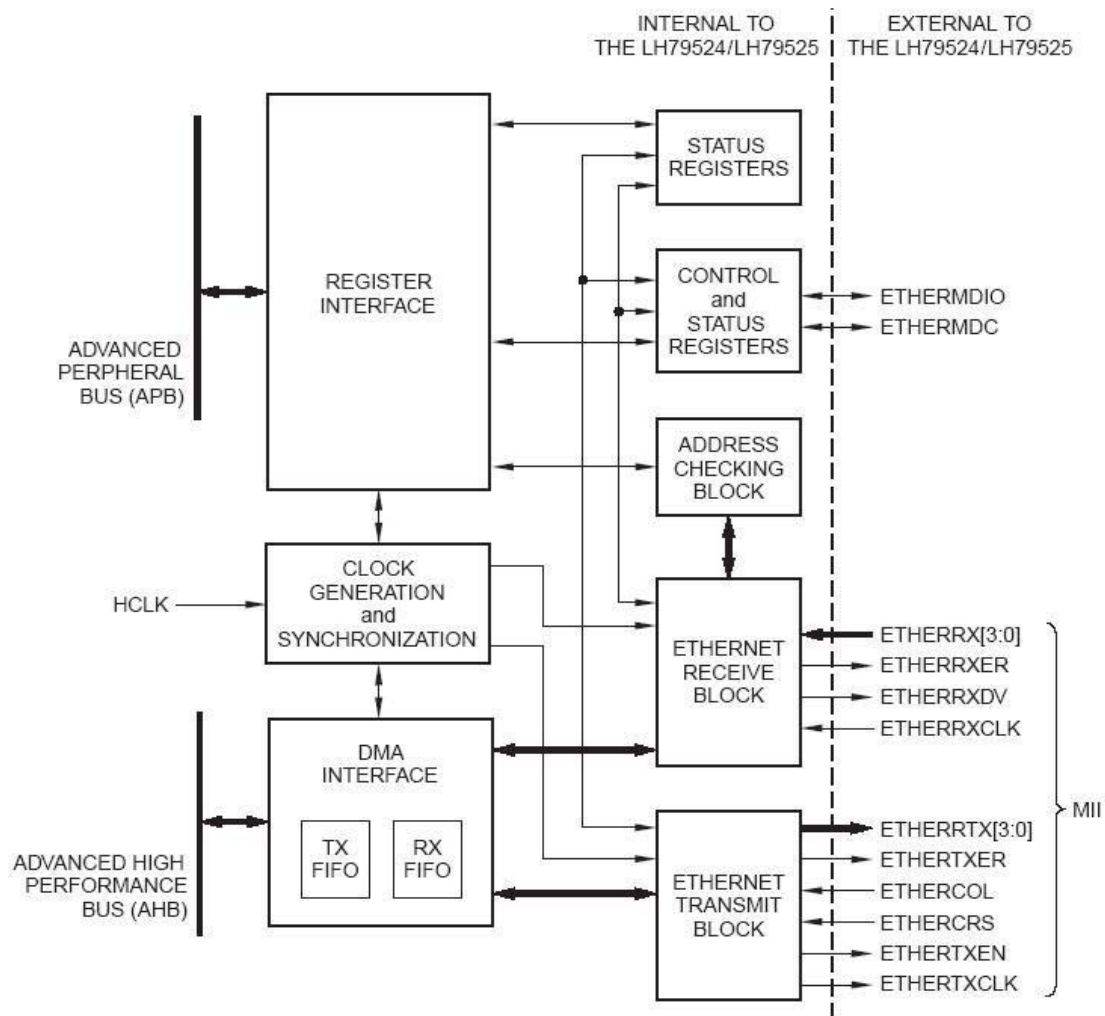 INTERNAL TO
THE LH79524/LH79525
EXTERNAL TO
THE LH79524/LH79525
REGISTER
INTERFACE
ADVANCED
PERPHERAL
BUS (APB)
STATUS
REGISTERS
CONTROL
and
STATUS
REGISTERS
ETHERMDIO
ETHERMDC
ADDRESS
CHECKING
BLOCK
HCLK
CLOCK
GENERATION
and
SYNCHRONIZATION
ETHERNET
RECEIVE
BLOCK
ETHERRX[3:0]
ETHERRXER
ETHERRXDV
ETHERRXCLK
MII
DMA
INTERFACE
TX
FIFO
RX
FIFO
ADVANCED HIGH
PERFORMANCE
BUS (AHB)
ETHERNET
TRANSMIT
BLOCK
ETHERRTX[3:0]
ETHERTXER
ETHERCOL
ETHERCRS
ETHERTXEN
ETHERTXCLK